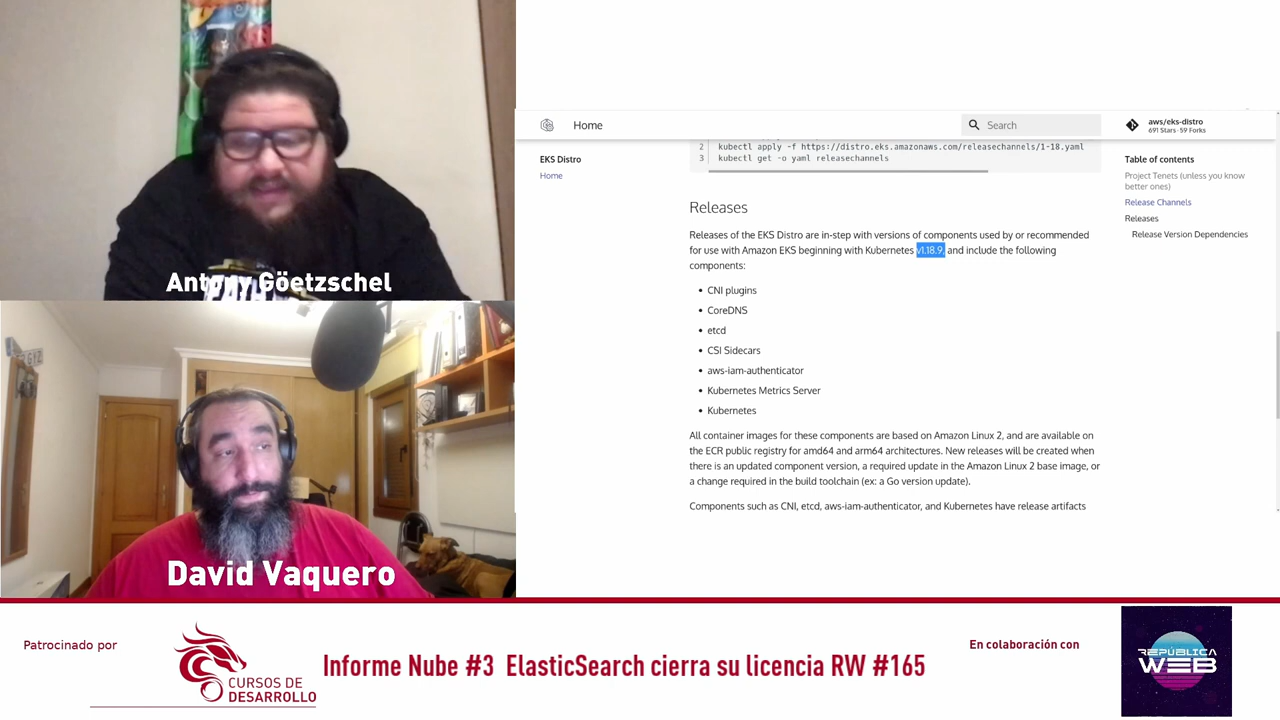 Antony Göetzschel
David Vaquero
Home
Search
aws/eks-distro
691 Stars · 59 Forks
EKS Distro
Home
2 kubectl apply -f https://distro.eks.amazonaws.com/releasechannels/1-18.yaml
3 kubectl get -o yaml releasechannels
Releases
Releases of the EKS Distro are in-step with versions of components used by or recommended
for use with Amazon EKS beginning with Kubernetes v1.18.9, and include the following
components:
• CNI plugins
• CoreDNS
• etcd
• CSI Sidecars
• aws-iam-authenticator
• Kubernetes Metrics Server
• Kubernetes
All container images for these components are based on Amazon Linux 2, and are available on
the ECR public registry for amd64 and arm64 architectures. New releases will be created when
there is an updated component version, a required update in the Amazon Linux 2 base image, or
a change required in the build toolchain (ex: a Go version update).
Components such as CNI, etcd, aws-iam-authenticator, and Kubernetes have release artifacts
Table of contents
Project Tenets (unless you know
better ones)
Release Channels
Releases
Release Version Dependencies
Patrocinado por
CURSOS DE
DESARROLLO
Informe Nube #3 ElasticSearch cierra su licencia RW #165
En colaboración con
REPÚBLICA
WEB